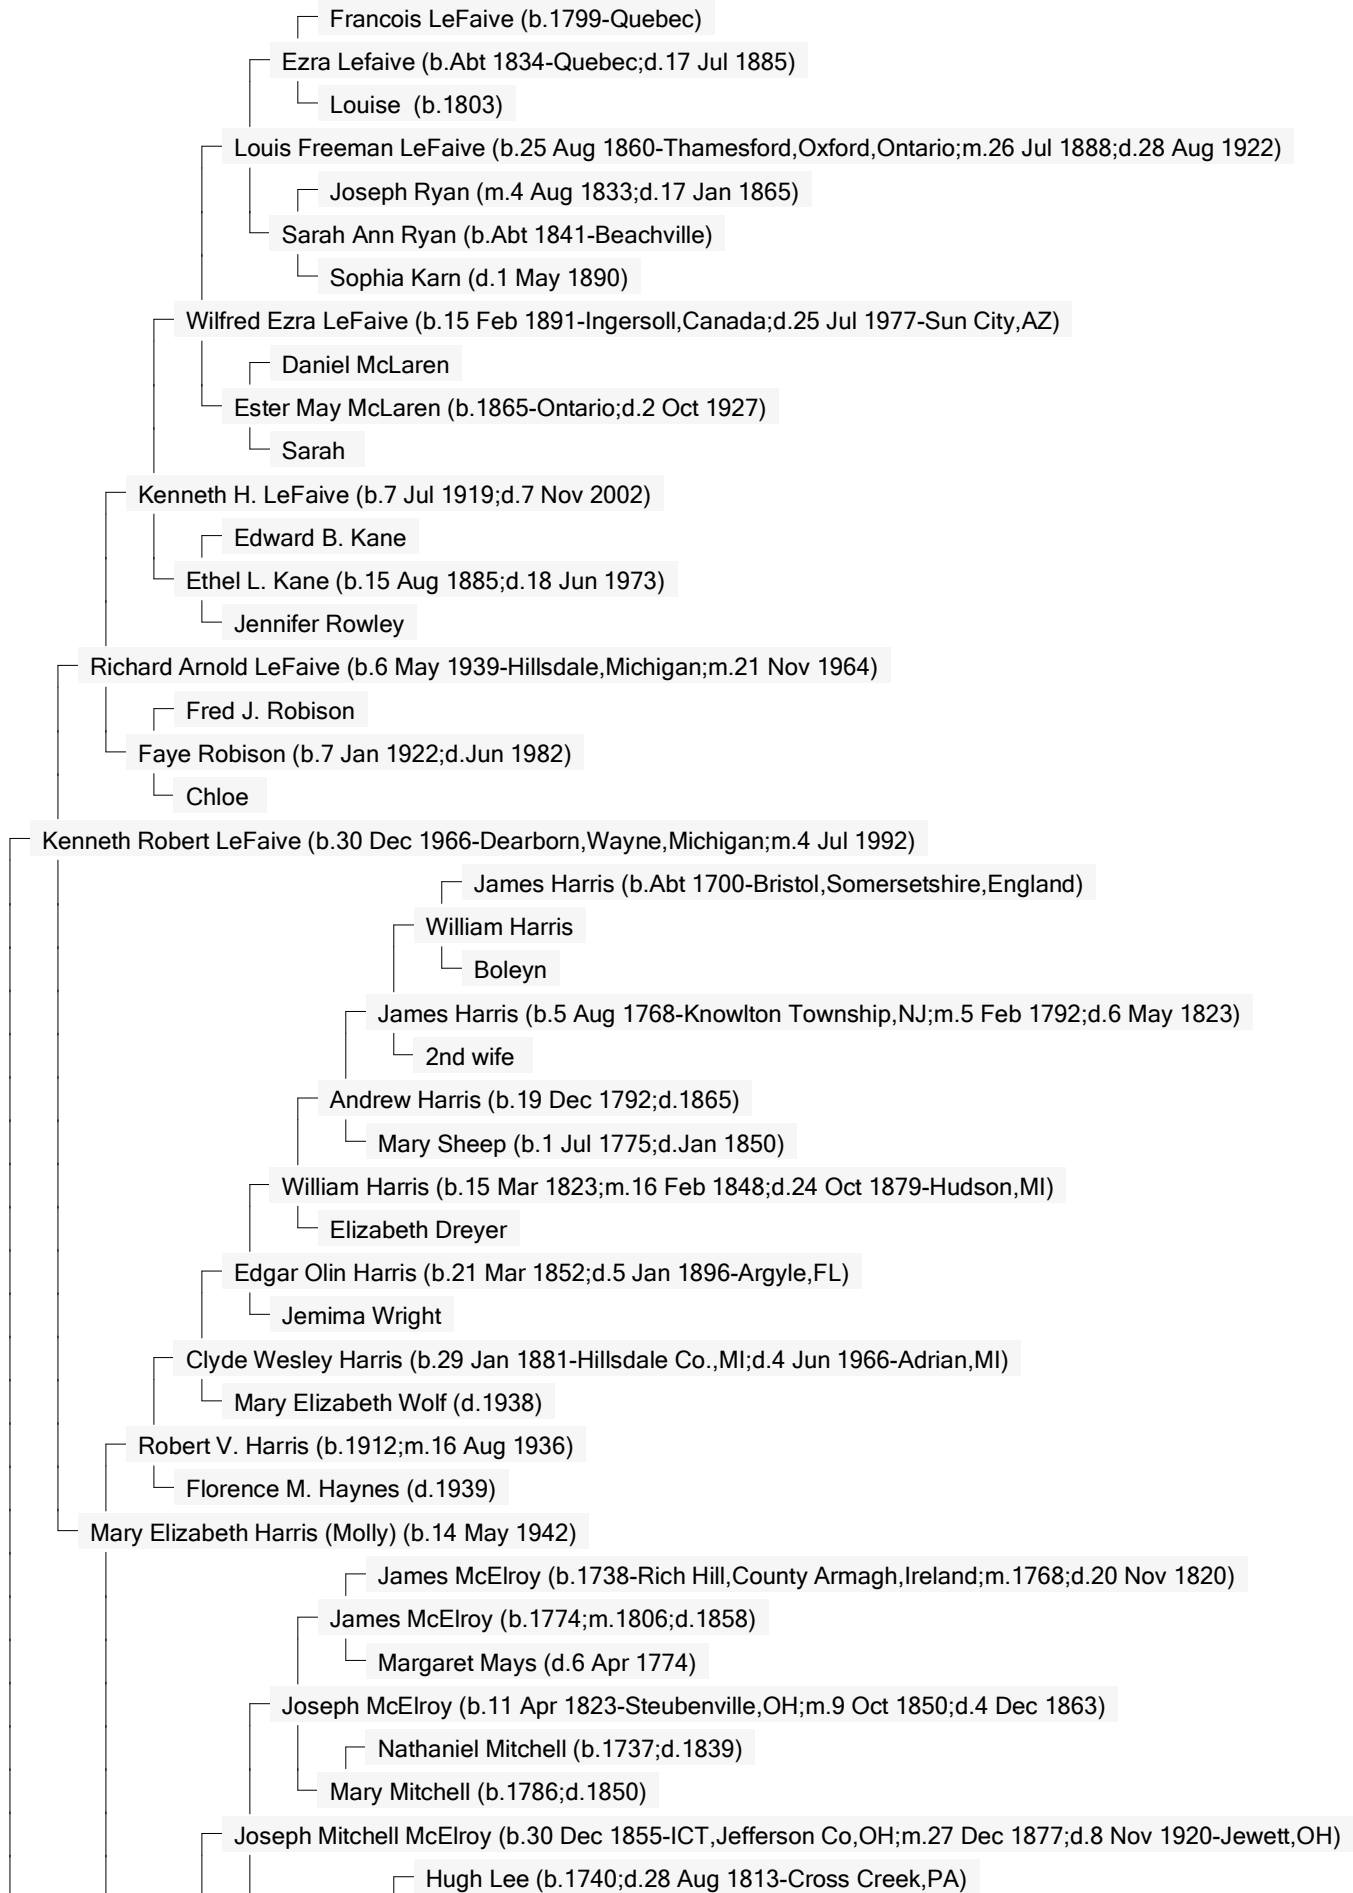 Francois LeFaive (b.1799-Quebec)
Ezra Lefaive (b.Abt 1834-Quebec;d.17 Jul 1885)
Louise (b.1803)
Louis Freeman LeFaive (b.25 Aug 1860-Thamesford,Oxford,Ontario;m.26 Jul 1888;d.28 Aug 1922)
Joseph Ryan (m.4 Aug 1833;d.17 Jan 1865)
Sarah Ann Ryan (b.Abt 1841-Beachville)
Sophia Karn (d.1 May 1890)
Wilfred Ezra LeFaive (b.15 Feb 1891-Ingersoll,Canada;d.25 Jul 1977-Sun City,AZ)
Daniel McLaren
Ester May McLaren (b.1865-Ontario;d.2 Oct 1927)
Sarah
Kenneth H. LeFaive (b.7 Jul 1919;d.7 Nov 2002)
Edward B. Kane
Ethel L. Kane (b.15 Aug 1885;d.18 Jun 1973)
Jennifer Rowley
Richard Arnold LeFaive (b.6 May 1939-Hillsdale,Michigan;m.21 Nov 1964)
Fred J. Robison
Faye Robison (b.7 Jan 1922;d.Jun 1982)
Chloe
Kenneth Robert LeFaive (b.30 Dec 1966-Dearborn,Wayne,Michigan;m.4 Jul 1992)
James Harris (b.Abt 1700-Bristol,Somersetshire,England)
William Harris
Boleyn
James Harris (b.5 Aug 1768-Knowlton Township,NJ;m.5 Feb 1792;d.6 May 1823)
2nd wife
Andrew Harris (b.19 Dec 1792;d.1865)
Mary Sheep (b.1 Jul 1775;d.Jan 1850)
William Harris (b.15 Mar 1823;m.16 Feb 1848;d.24 Oct 1879-Hudson,MI)
Elizabeth Dreyer
Edgar Olin Harris (b.21 Mar 1852;d.5 Jan 1896-Argyle,FL)
Jemima Wright
Clyde Wesley Harris (b.29 Jan 1881-Hillsdale Co.,MI;d.4 Jun 1966-Adrian,MI)
Mary Elizabeth Wolf (d.1938)
Robert V. Harris (b.1912;m.16 Aug 1936)
Florence M. Haynes (d.1939)
Mary Elizabeth Harris (Molly) (b.14 May 1942)
James McElroy (b.1738-Rich Hill,County Armagh,Ireland;m.1768;d.20 Nov 1820)
James McElroy (b.1774;m.1806;d.1858)
Margaret Mays (d.6 Apr 1774)
Joseph McElroy (b.11 Apr 1823-Steubenville,OH;m.9 Oct 1850;d.4 Dec 1863)
Nathaniel Mitchell (b.1737;d.1839)
Mary Mitchell (b.1786;d.1850)
Joseph Mitchell McElroy (b.30 Dec 1855-ICT,Jefferson Co,OH;m.27 Dec 1877;d.8 Nov 1920-Jewett,OH)
Hugh Lee (b.1740;d.28 Aug 1813-Cross Creek,PA)